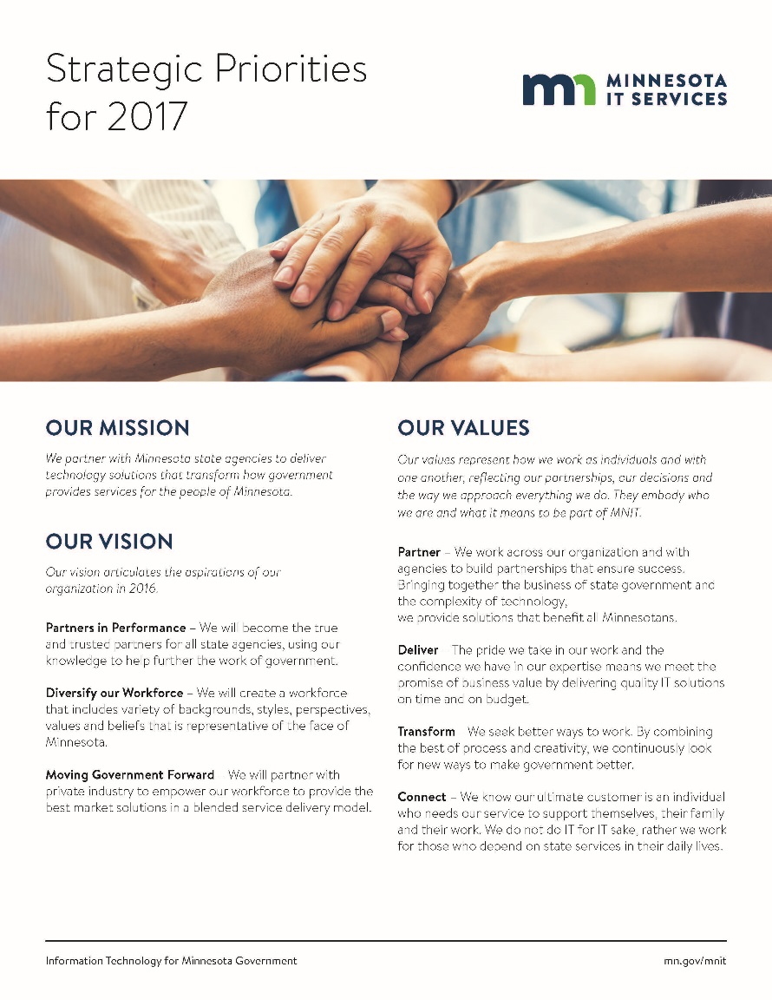 Strategic Priorities
for 2017
mn MINNESOTA
IT SERVICES
OUR MISSION
We partner with Minnesota state agencies to deliver
technology solutions that transform how government
provides services for the people of Minnesota.
OUR VISION
Our vision articulates the aspirations of our
organization in 2016.
Partners in Performance – We will become the true
and trusted partners for all state agencies, using our
knowledge to help further the work of government.
Diversify our Workforce – We will create a workforce
that includes variety of backgrounds, styles, perspectives,
values and beliefs that is representative of the face of
Minnesota.
Moving Government Forward – We will partner with
private industry to empower our workforce to provide the
best market solutions in a blended service delivery model.
OUR VALUES
Our values represent how we work as individuals and with
one another, reflecting our partnerships, our decisions and
the way we approach everything we do. They embody who
we are and what it means to be part of MNIT.
Partner – We work across our organization and with
agencies to build partnerships that ensure success.
Bringing together the business of state government and
the complexity of technology,
we provide solutions that benefit all Minnesotans.
Deliver – The pride we take in our work and the
confidence we have in our expertise means we meet the
promise of business value by delivering quality IT solutions
on time and on budget.
Transform – We seek better ways to work. By combining
the best of process and creativity, we continuously look
for new ways to make government better.
Connect – We know our ultimate customer is an individual
who needs our service to support themselves, their family
and their work. We do not do IT for IT sake, rather we work
for those who depend on state services in their daily lives.
Information Technology for Minnesota Government
mn.gov/mnit